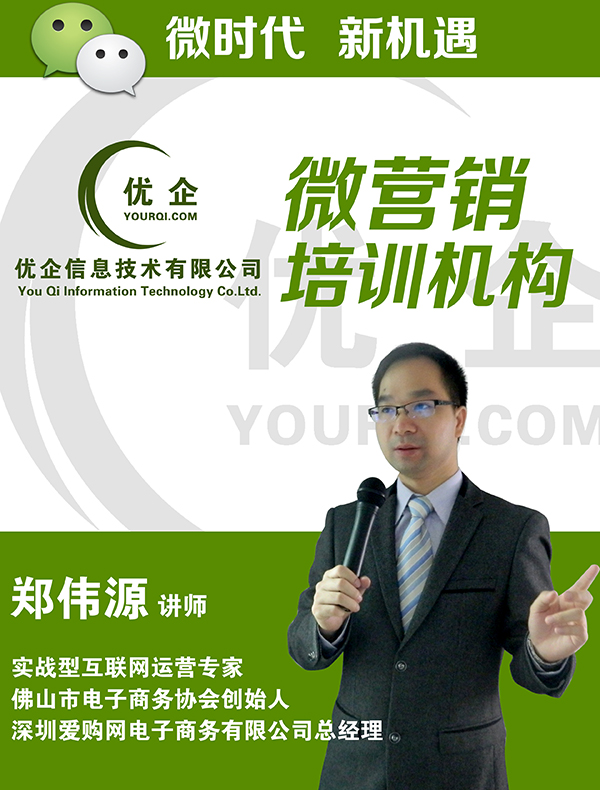 微时代 新机遇
优企
YOURQI.COM
优企信息技术有限公司
You Qi Information Technology Co.Ltd.
微营销
培训机构
优企
YOURQI.COM
郑伟源 讲师
实战型互联网运营专家
佛山市电子商务协会创始人
深圳爱购网电子商务有限公司总经理